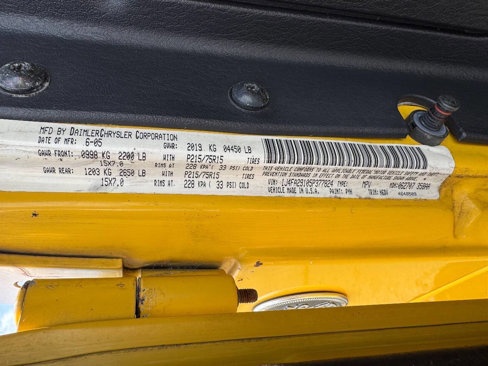 MFD BY DAIMLERCHRYSLER CORPORATION
DATE OF MFR: 6-05 GVWR: 2019 KG 04450 LB
GAWR FRONT: 0998 KG 2200 LB WITH P215/75R15 TIRES
15X7.0 RIMS AT 228 KPA( 33 PSI) COLD
GAWR REAR: 1203 KG 2650 LB WITH P215/75R15 TIRES
15X7.0 RIMS AT 228 KPA( 33 PSI) COLD
THIS VEHICLE CONFORMS TO ALL APPLICABLE FEDERAL MOTOR VEHICLE SAFETY AND THEFT
PREVENTION STANDARDS IN EFFECT ON THE DATE OF MANUFACTURE SHOWN ABOVE.
TYPE: MPV
VEHICLE MADE IN U.S.A. PAINT: TRIM: